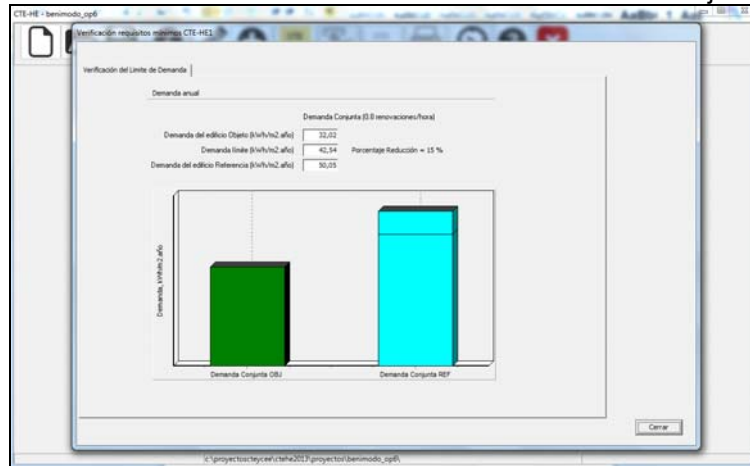 CTE-HE - benimodo_op6
Verificación requisitos mínimos CTE-HE1
Verificación del Limite de Demanda
Demanda anual
Demanda Conjunta (0.8 renovaciones/hora)
Demanda del edificio Objeto (kWh/m2.año) 32,02
Demanda límite (kWh/m2.año) 42,54 Porcentaje Reducción = 15 %
Demanda del edificio Referencia (kWh/m2.año) 50,05
Demanda_kWh/m2.año
Demanda Conjunta OBJ Demanda Conjunta REF
Cerrar
c:\proyectoscteycee\ctehe2013\proyectos\benimodo_op6\